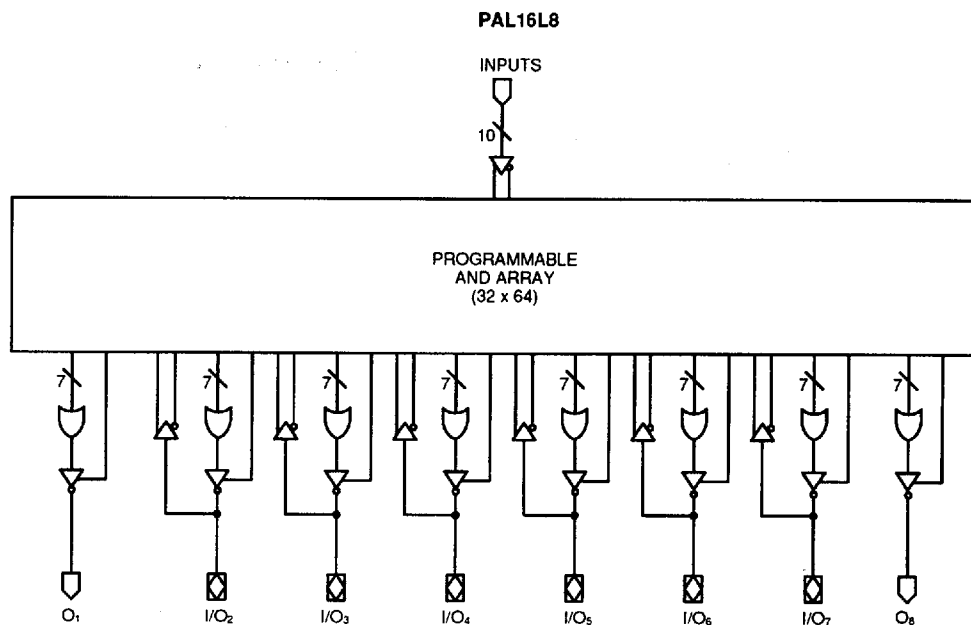 PAL16L8
INPUTS
10
PROGRAMMABLE
AND ARRAY
(32 x 64)
7 7 7 7 7 7 7 7
O₁ I/O₂ I/O₃ I/O₄ I/O₅ I/O₆ I/O₇ O₈